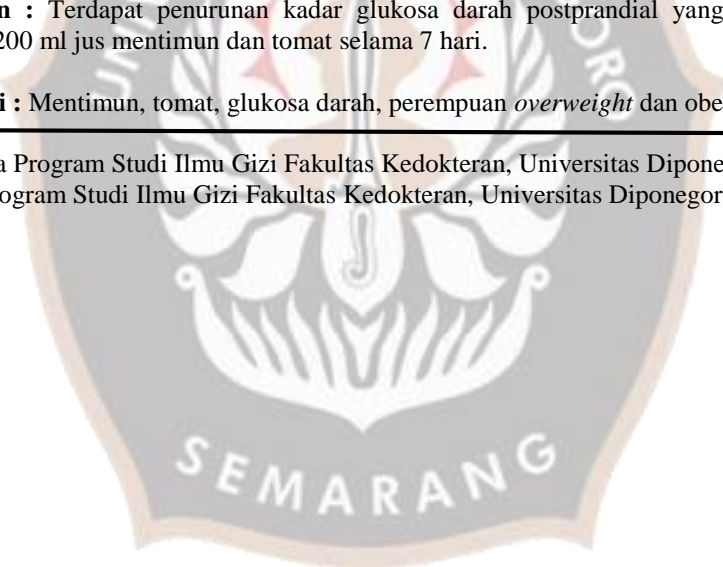 n : Terdapat penurunan kadar glukosa darah postprandial yang
200 ml jus mentimun dan tomat selama 7 hari.
i : Mentimun, tomat, glukosa darah, perempuan overweight dan obe
a Program Studi Ilmu Gizi Fakultas Kedokteran, Universitas Dipone
ogram Studi Ilmu Gizi Fakultas Kedokteran, Universitas Diponegor
SEMARANG